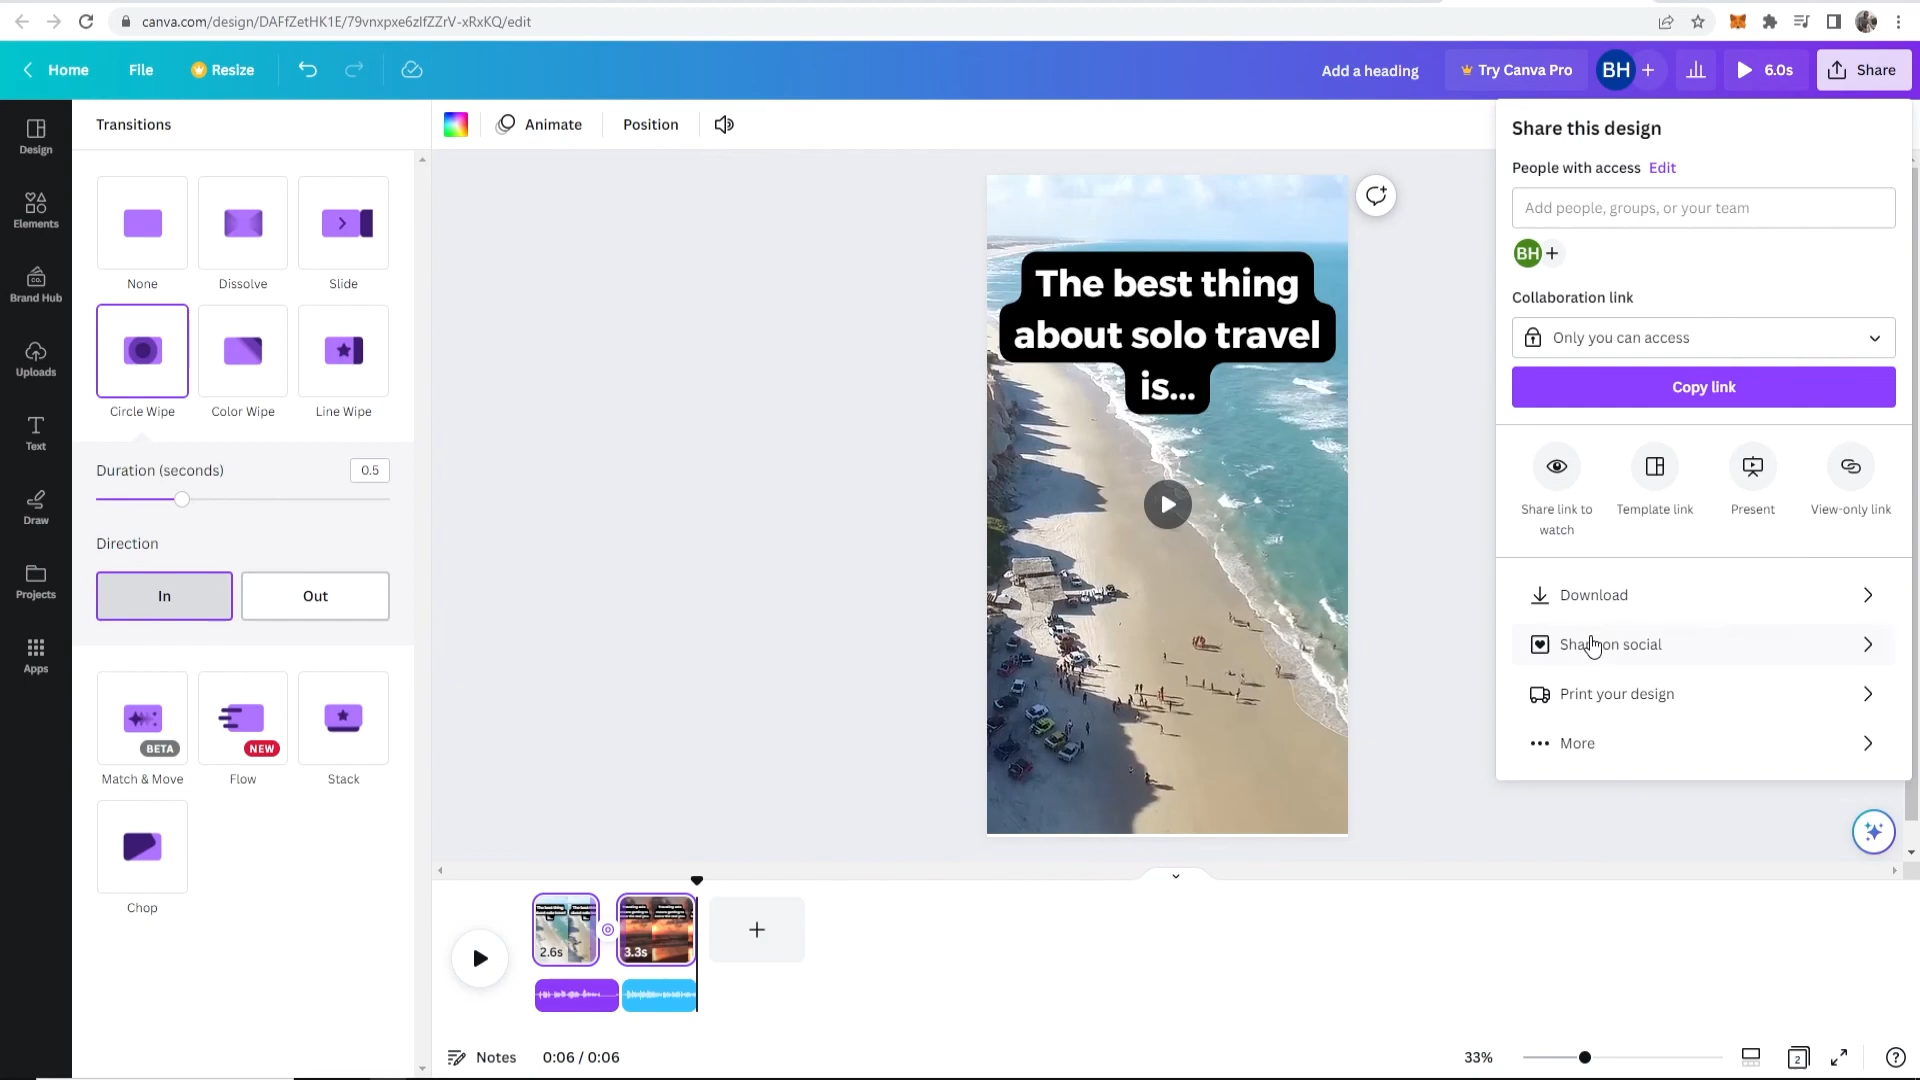 canva.com/design/DAFfZetHK1E/79vnxpxe6zlfZZrV-xRxKQ/edit
Home
File
Resize
Add a heading
Try Canva Pro
BH
6.0s
Share
Design
Elements
Brand Hub
Uploads
Text
Draw
Projects
Apps
Transitions
None
Dissolve
Slide
Circle Wipe
Color Wipe
Line Wipe
Duration (seconds)
0.5
Direction
In
Out
BETA
NEW
Match & Move
Flow
Stack
Chop
Animate
Position
The best thing
about solo travel
is...
Share this design
People with access Edit
Add people, groups, or your team
BH
Collaboration link
Only you can access
Copy link
Share link to
watch
Template link
Present
View-only link
Download
Share on social
Print your design
More
2.6s
3.3s
Notes
0:06 / 0:06
33%
2